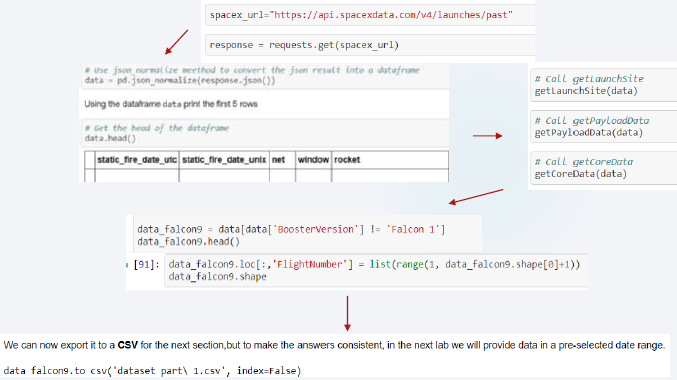 spacex_url="https://api.spacexdata.com/v4/launches/past"
response = requests.get(spacex_url)
# Use json_normalize meethod to convert the json result into a dataframe
data = pd.json_normalize(response.json())
Using the dataframe data print the first 5 rows
# Get the head of the dataframe
data.head()
static_fire_date_utc static_fire_date_unix net window rocket
# Call getLaunchSite
getLaunchSite(data)
# Call getPayloadData
getPayloadData(data)
# Call getCoreData
getCoreData(data)
data_falcon9 = data[data['BoosterVersion'] != 'Falcon 1']
data_falcon9.head()
[91]: data_falcon9.loc[:,'FlightNumber'] = list(range(1, data_falcon9.shape[0]+1))
data_falcon9.shape
We can now export it to a CSV for the next section,but to make the answers consistent, in the next lab we will provide data in a pre-selected date range.
data falcon9.to csv('dataset part\ 1.csv', index=False)